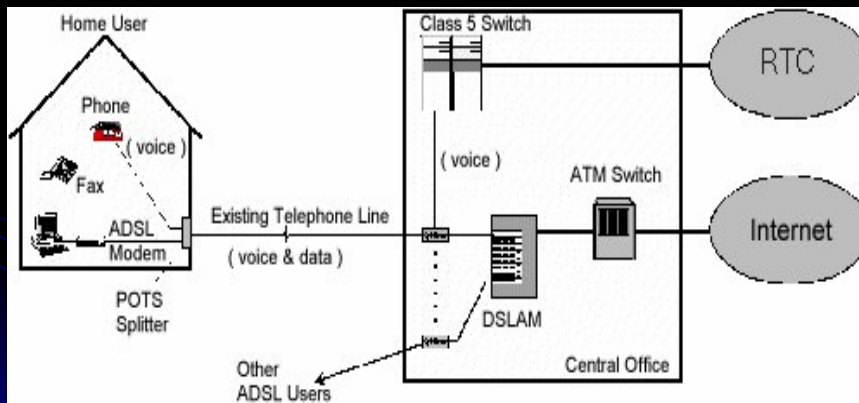 Home User
Class 5 Switch
RTC
Phone
( voice )
( voice )
ATM Switch
Fax
ADSL
Modem
Existing Telephone Line
( voice & data )
Internet
POTS
Splitter
DSLAM
Other
ADSL Users
Central Office